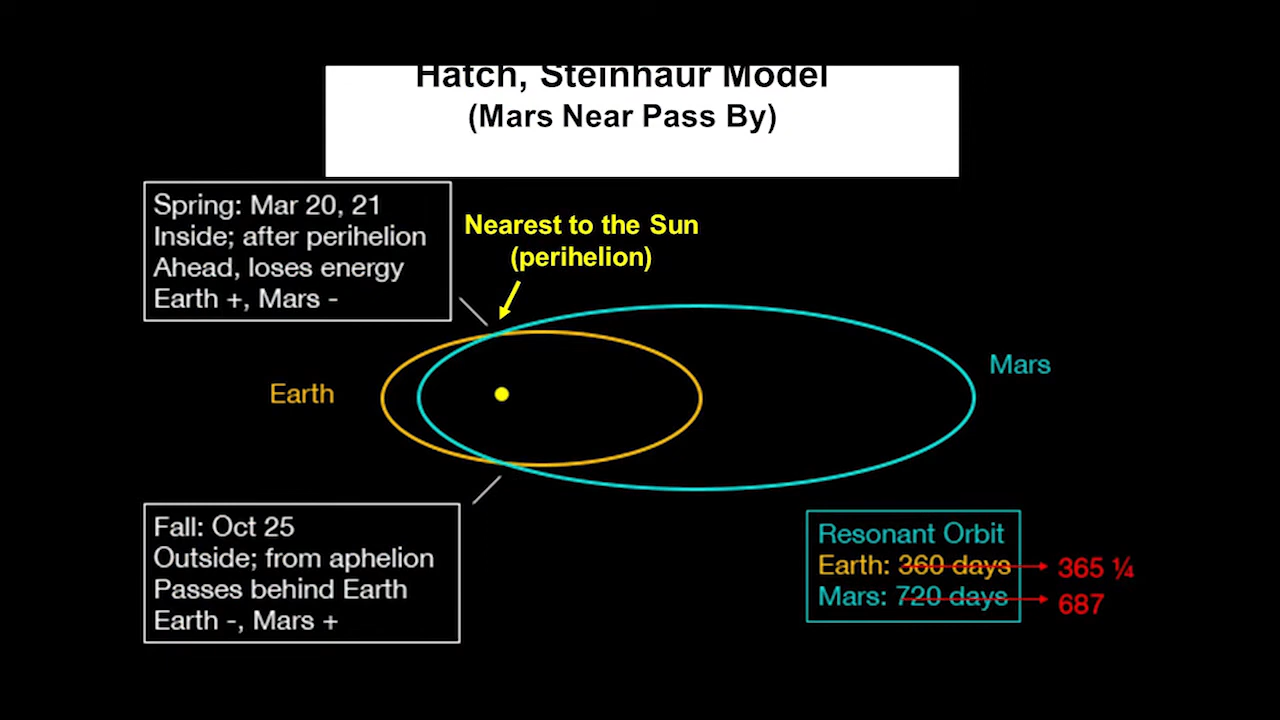 Hatch, Steinhaur Model
(Mars Near Pass By)
Spring: Mar 20, 21
Inside; after perihelion
Ahead, loses energy
Earth +, Mars -
Nearest to the Sun
(perihelion)
Earth
Mars
Fall: Oct 25
Outside; from aphelion
Passes behind Earth
Earth -, Mars +
Resonant Orbit
Earth: 360 days 365 ¼
Mars: 720 days 687